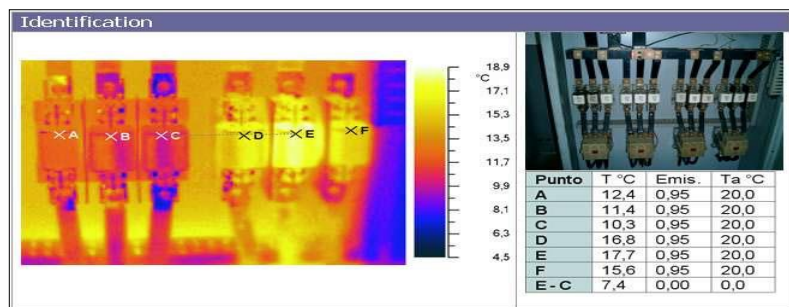 Identification
A B C D E F
18,9
°C
17,1
15,3
13,5
11,7
9,9
8,1
6,3
4,5
Punto T °C Emis. Ta °C
A 12,4 0,95 20,0
B 11,4 0,95 20,0
C 10,3 0,95 20,0
D 16,8 0,95 20,0
E 17,7 0,95 20,0
F 15,6 0,95 20,0
E - C 7,4 0,00 0,0